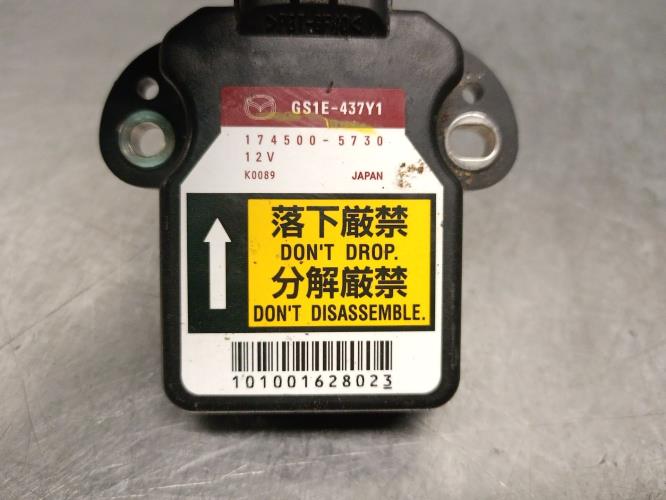 GS1E-437Y1
174500-5730
12V
K0089 JAPAN
落下厳禁
DON'T DROP.
分解厳禁
DON'T DISASSEMBLE.
101001628023